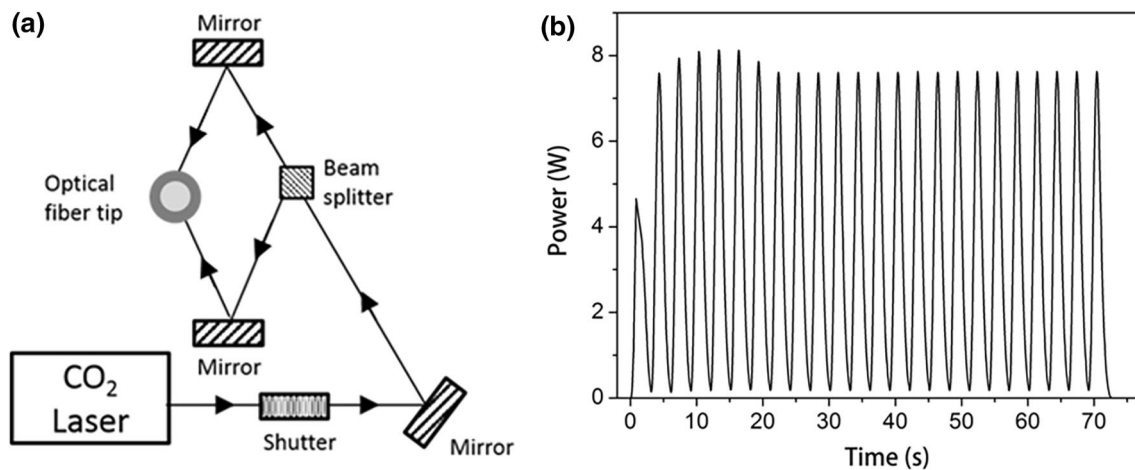 (a)
Mirror
Optical
fiber tip
Beam
splitter
Mirror
CO₂
Laser
Shutter
Mirror
(b)
Power (W)
8
6
4
2
0
0 10 20 30 40 50 60 70
Time (s)